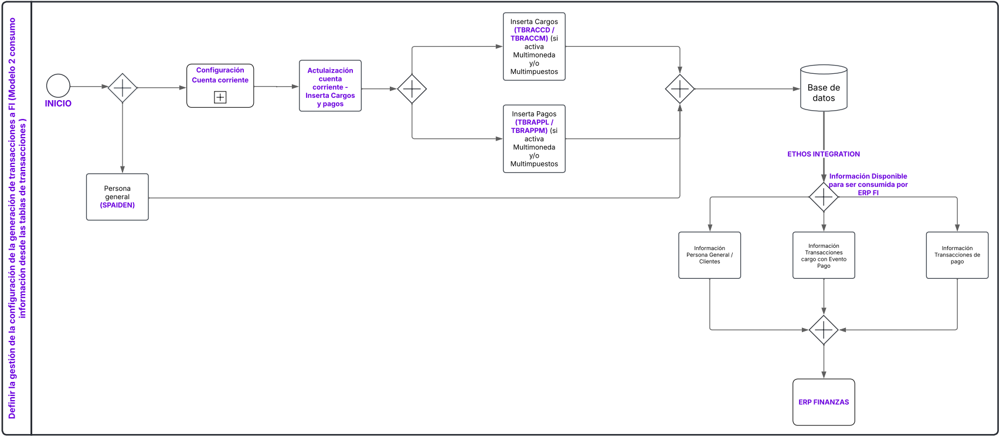 Definir la gestión de la configuración de la generación de transacciones a FI (Modelo 2 consumo
información desde las tablas de transacciones )
INICIO
Configuración
Cuenta corriente
Actulaización
cuenta
corriente -
Inserta Cargos
y pagos
Inserta Cargos
(TBRACCD /
TBRACCM) (si
activa
Multimoneda
y/o
Multimpuestos
Inserta Pagos
(TBRAPPL /
TBRAPPM) (si
activa
Multimoneda
y/o
Multimpuestos
Persona
general
(SPAIDEN)
Base de
datos
ETHOS INTEGRATION
Información Disponible
para ser consumida por
ERP FI
Información
Persona General /
Clientes
Información
Transacciones
cargo con Evento
Pago
Información
Transacciones de
pago
ERP FINANZAS